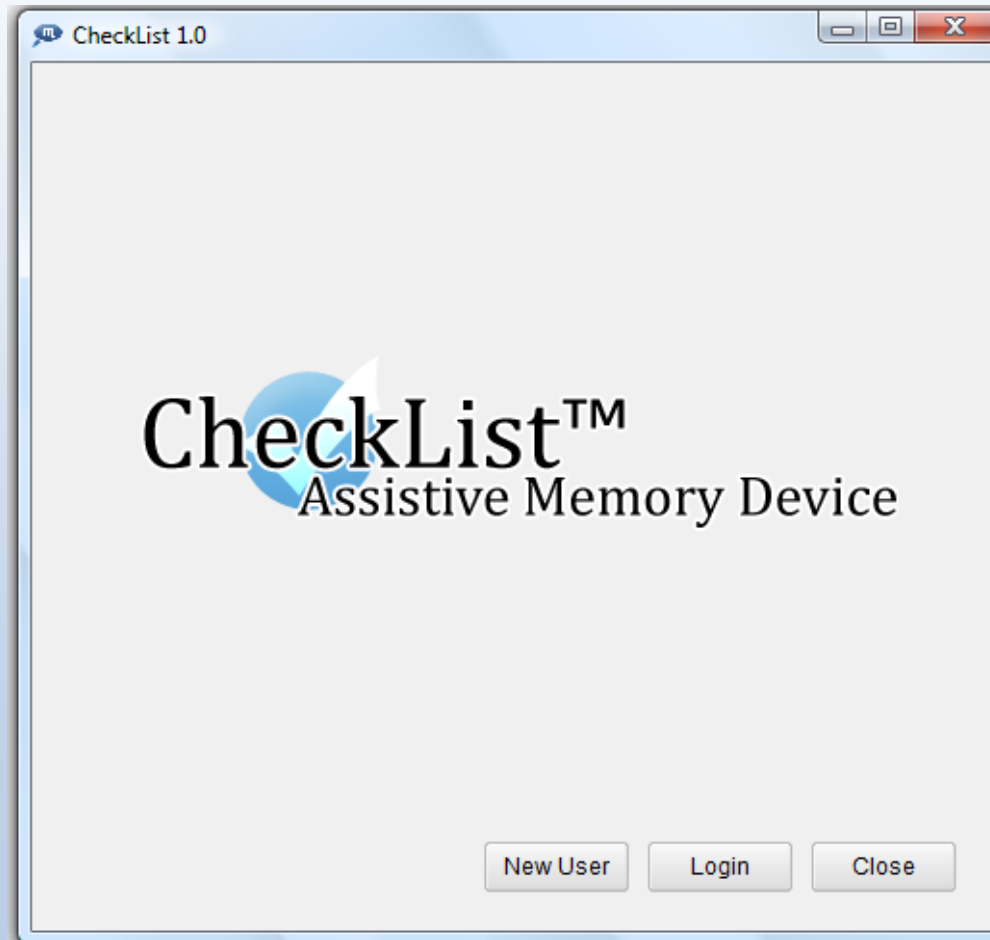 CheckList 1.0
CheckList™
Assistive Memory Device
New User
Login
Close